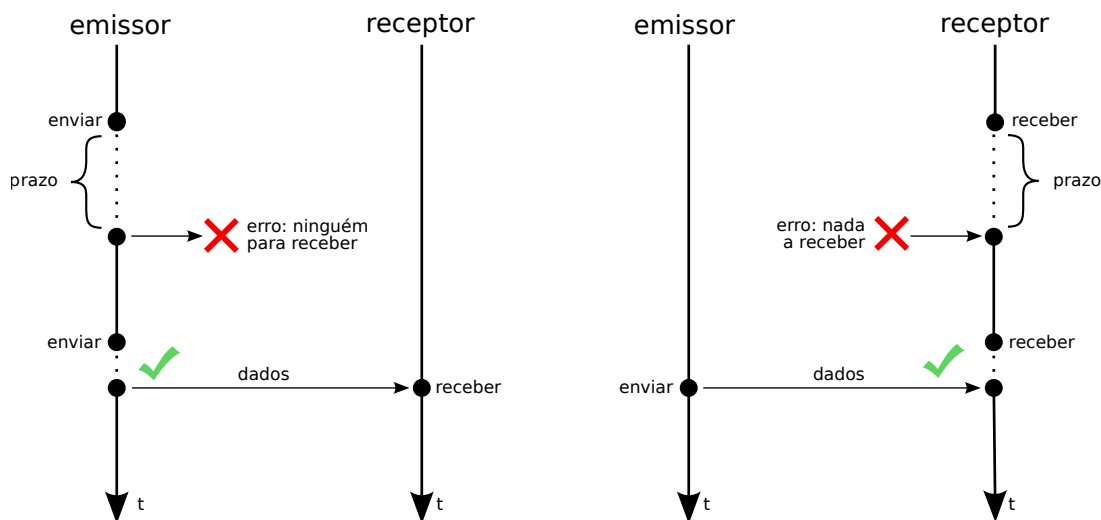 emissor
receptor
enviar
prazo
erro: ninguém
para receber
enviar
dados
receber
t
t
emissor
receptor
receber
prazo
erro: nada
a receber
receber
enviar
dados
t
t